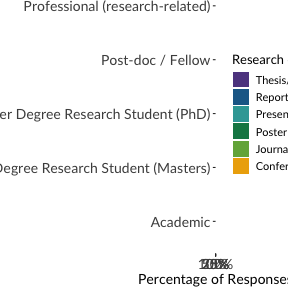 Professional (research-related)
Post-doc / Fellow
er Degree Research Student (PhD)
Degree Research Student (Masters)
Academic
Percentage of Responses
Research
Thesis,
Report
Presen
Poster
Journa
Confer